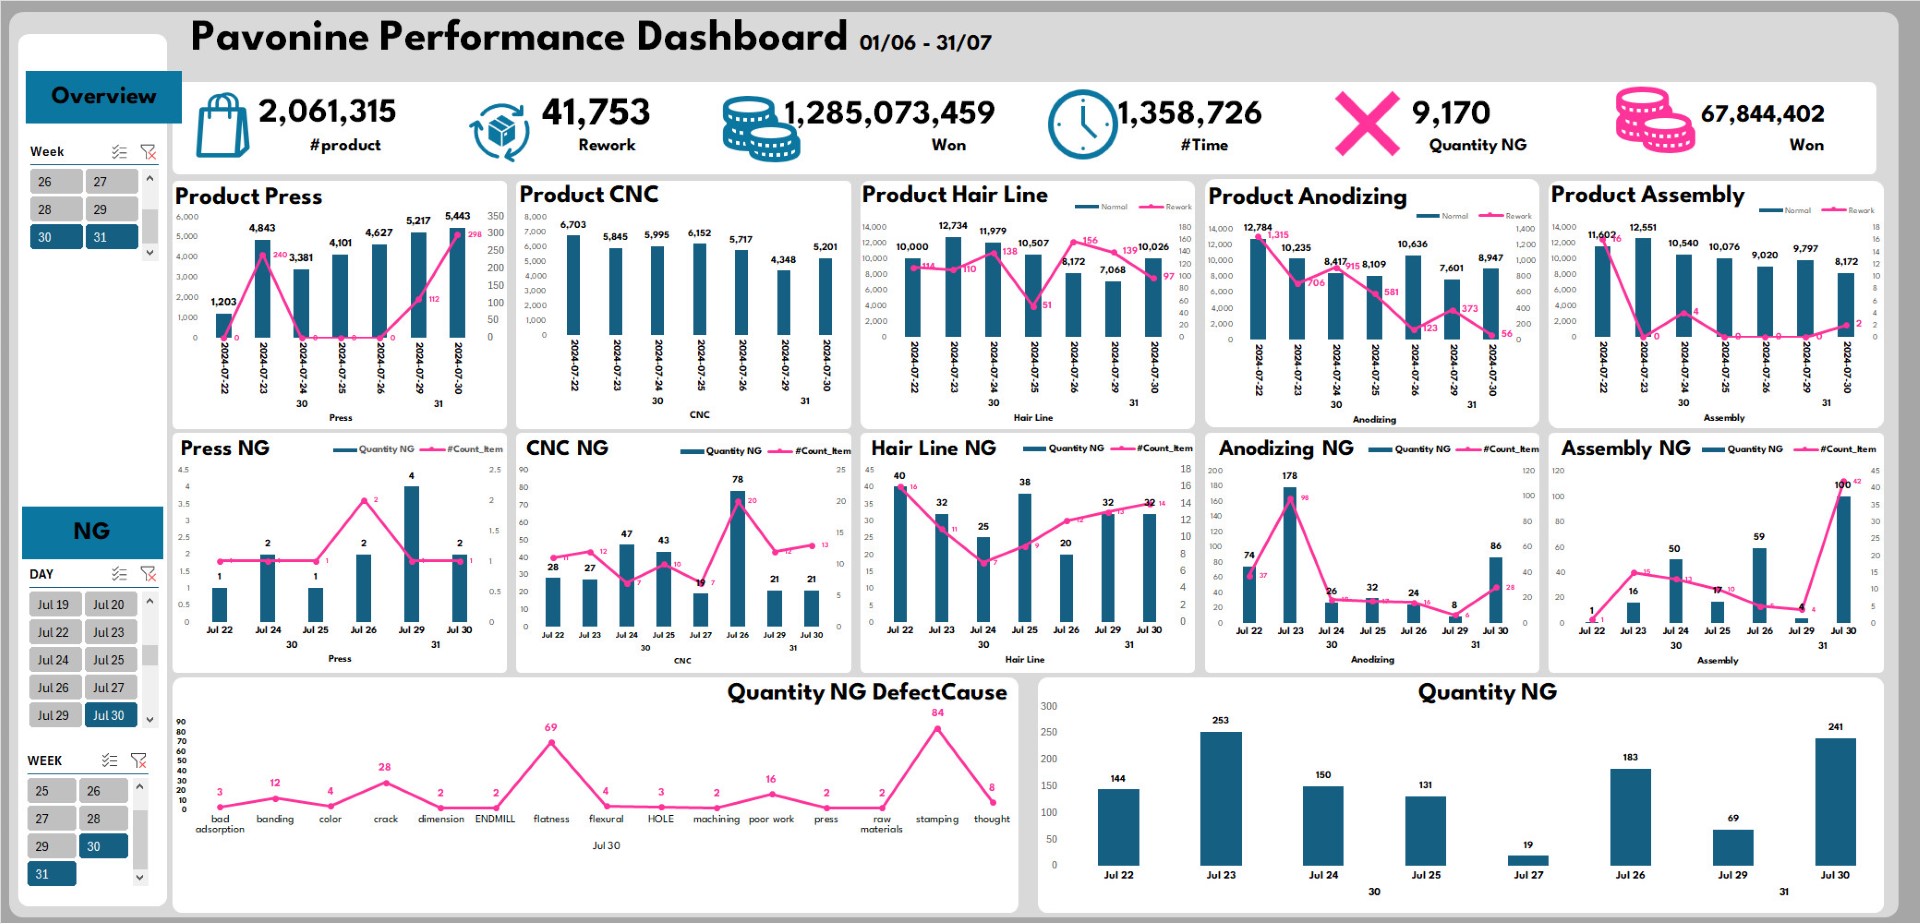 Pavonine Performance Dashboard 01/06 - 31/07
Overview
2,061,315
#product
41,753
Rework
1,285,073,459
Won
1,358,726
#Time
9,170
Quantity NG
67,844,402
Won
Week
26 27
28 29
30 31
NG
DAY
Jul 19 Jul 20
Jul 22 Jul 23
Jul 24 Jul 25
Jul 26 Jul 27
Jul 29 Jul 30
WEEK
25 26
27 28
29 30
31
Product Press
6,000
5,000
4,000
3,000
2,000
1,000
0
350
300
250
200
150
100
50
0
1,203 4,843 3,381 4,101 4,627 5,217 5,443
0 240 0 0 0 112 298
2024-07-22 2024-07-23 2024-07-24 2024-07-25 2024-07-26 2024-07-29 2024-07-30
30 31
Press
Product CNC
8,000
7,000
6,000
5,000
4,000
3,000
2,000
1,000
0
6,703 5,845 5,995 6,152 5,717 4,348 5,201
2024-07-22 2024-07-23 2024-07-24 2024-07-25 2024-07-26 2024-07-29 2024-07-30
30 31
CNC
Product Hair Line
Normal Rework
14,000
12,000
10,000
8,000
6,000
4,000
2,000
0
180
160
140
120
100
80
60
40
20
0
10,000 12,734 11,979 10,507 8,172 7,068 10,026
114 110 138 51 156 139 97
2024-07-22 2024-07-23 2024-07-24 2024-07-25 2024-07-26 2024-07-29 2024-07-30
30 31
Hair Line
Product Anodizing
Normal Rework
14,000
12,000
10,000
8,000
6,000
4,000
2,000
0
1,400
1,200
1,000
800
600
400
200
0
12,784 10,235 8,417 8,109 10,636 7,601 8,947
1,315 706 915 581 123 373 56
2024-07-22 2024-07-23 2024-07-24 2024-07-25 2024-07-26 2024-07-29 2024-07-30
30 31
Anodizing
Product Assembly
Normal Rework
14,000
12,000
10,000
8,000
6,000
4,000
2,000
0
18
16
14
12
10
8
6
4
2
0
11,602 12,551 10,540 10,076 9,020 9,797 8,172
16 0 4 0 0 0 2
2024-07-22 2024-07-23 2024-07-24 2024-07-25 2024-07-26 2024-07-29 2024-07-30
30 31
Assembly
Press NG
Quantity NG #Count_Item
4.5
4
3.5
3
2.5
2
1.5
1
0.5
0
2.5
2
1.5
1
0.5
0
1 2 1 2 4 2
1 1 1 2 1 1
Jul 22 Jul 24 Jul 25 Jul 26 Jul 29 Jul 30
30 31
Press
CNC NG
Quantity NG #Count_Item
90
80
70
60
50
40
30
20
10
0
25
20
15
10
5
0
28 27 47 43 19 78 21 21
11 12 7 10 7 20 12 13
Jul 22 Jul 23 Jul 24 Jul 25 Jul 27 Jul 26 Jul 29 Jul 30
30 31
CNC
Hair Line NG
Quantity NG #Count_Item
45
40
35
30
25
20
15
10
5
0
18
16
14
12
10
8
6
4
2
0
40 32 25 38 20 32 32
16 11 7 9 12 13 14
Jul 22 Jul 23 Jul 24 Jul 25 Jul 26 Jul 29 Jul 30
30 31
Hair Line
Anodizing NG
Quantity NG #Count_Item
200
180
160
140
120
100
80
60
40
20
0
120
100
80
60
40
20
0
74 178 26 32 24 8 86
37 98 17 16 6 28
Jul 22 Jul 23 Jul 24 Jul 25 Jul 26 Jul 29 Jul 30
30 31
Anodizing
Assembly NG
Quantity NG #Count_Item
120
100
80
60
40
20
0
45
40
35
30
25
20
15
10
5
0
1 16 50 17 59 4 100
1 15 13 10 4 42
Jul 22 Jul 23 Jul 24 Jul 25 Jul 26 Jul 29 Jul 30
30 31
Assembly
Quantity NG DefectCause
90
80
70
60
50
40
30
20
10
0
3 12 4 28 2 2 69 4 3 2 16 2 2 84 8
bad adsorption banding color crack dimension ENDMILL flatness flexural HOLE machining poor work press raw materials stamping thought
Jul 30
Quantity NG
300
250
200
150
100
50
0
144 253 150 131 19 183 69 241
Jul 22 Jul 23 Jul 24 Jul 25 Jul 27 Jul 26 Jul 29 Jul 30
30 31